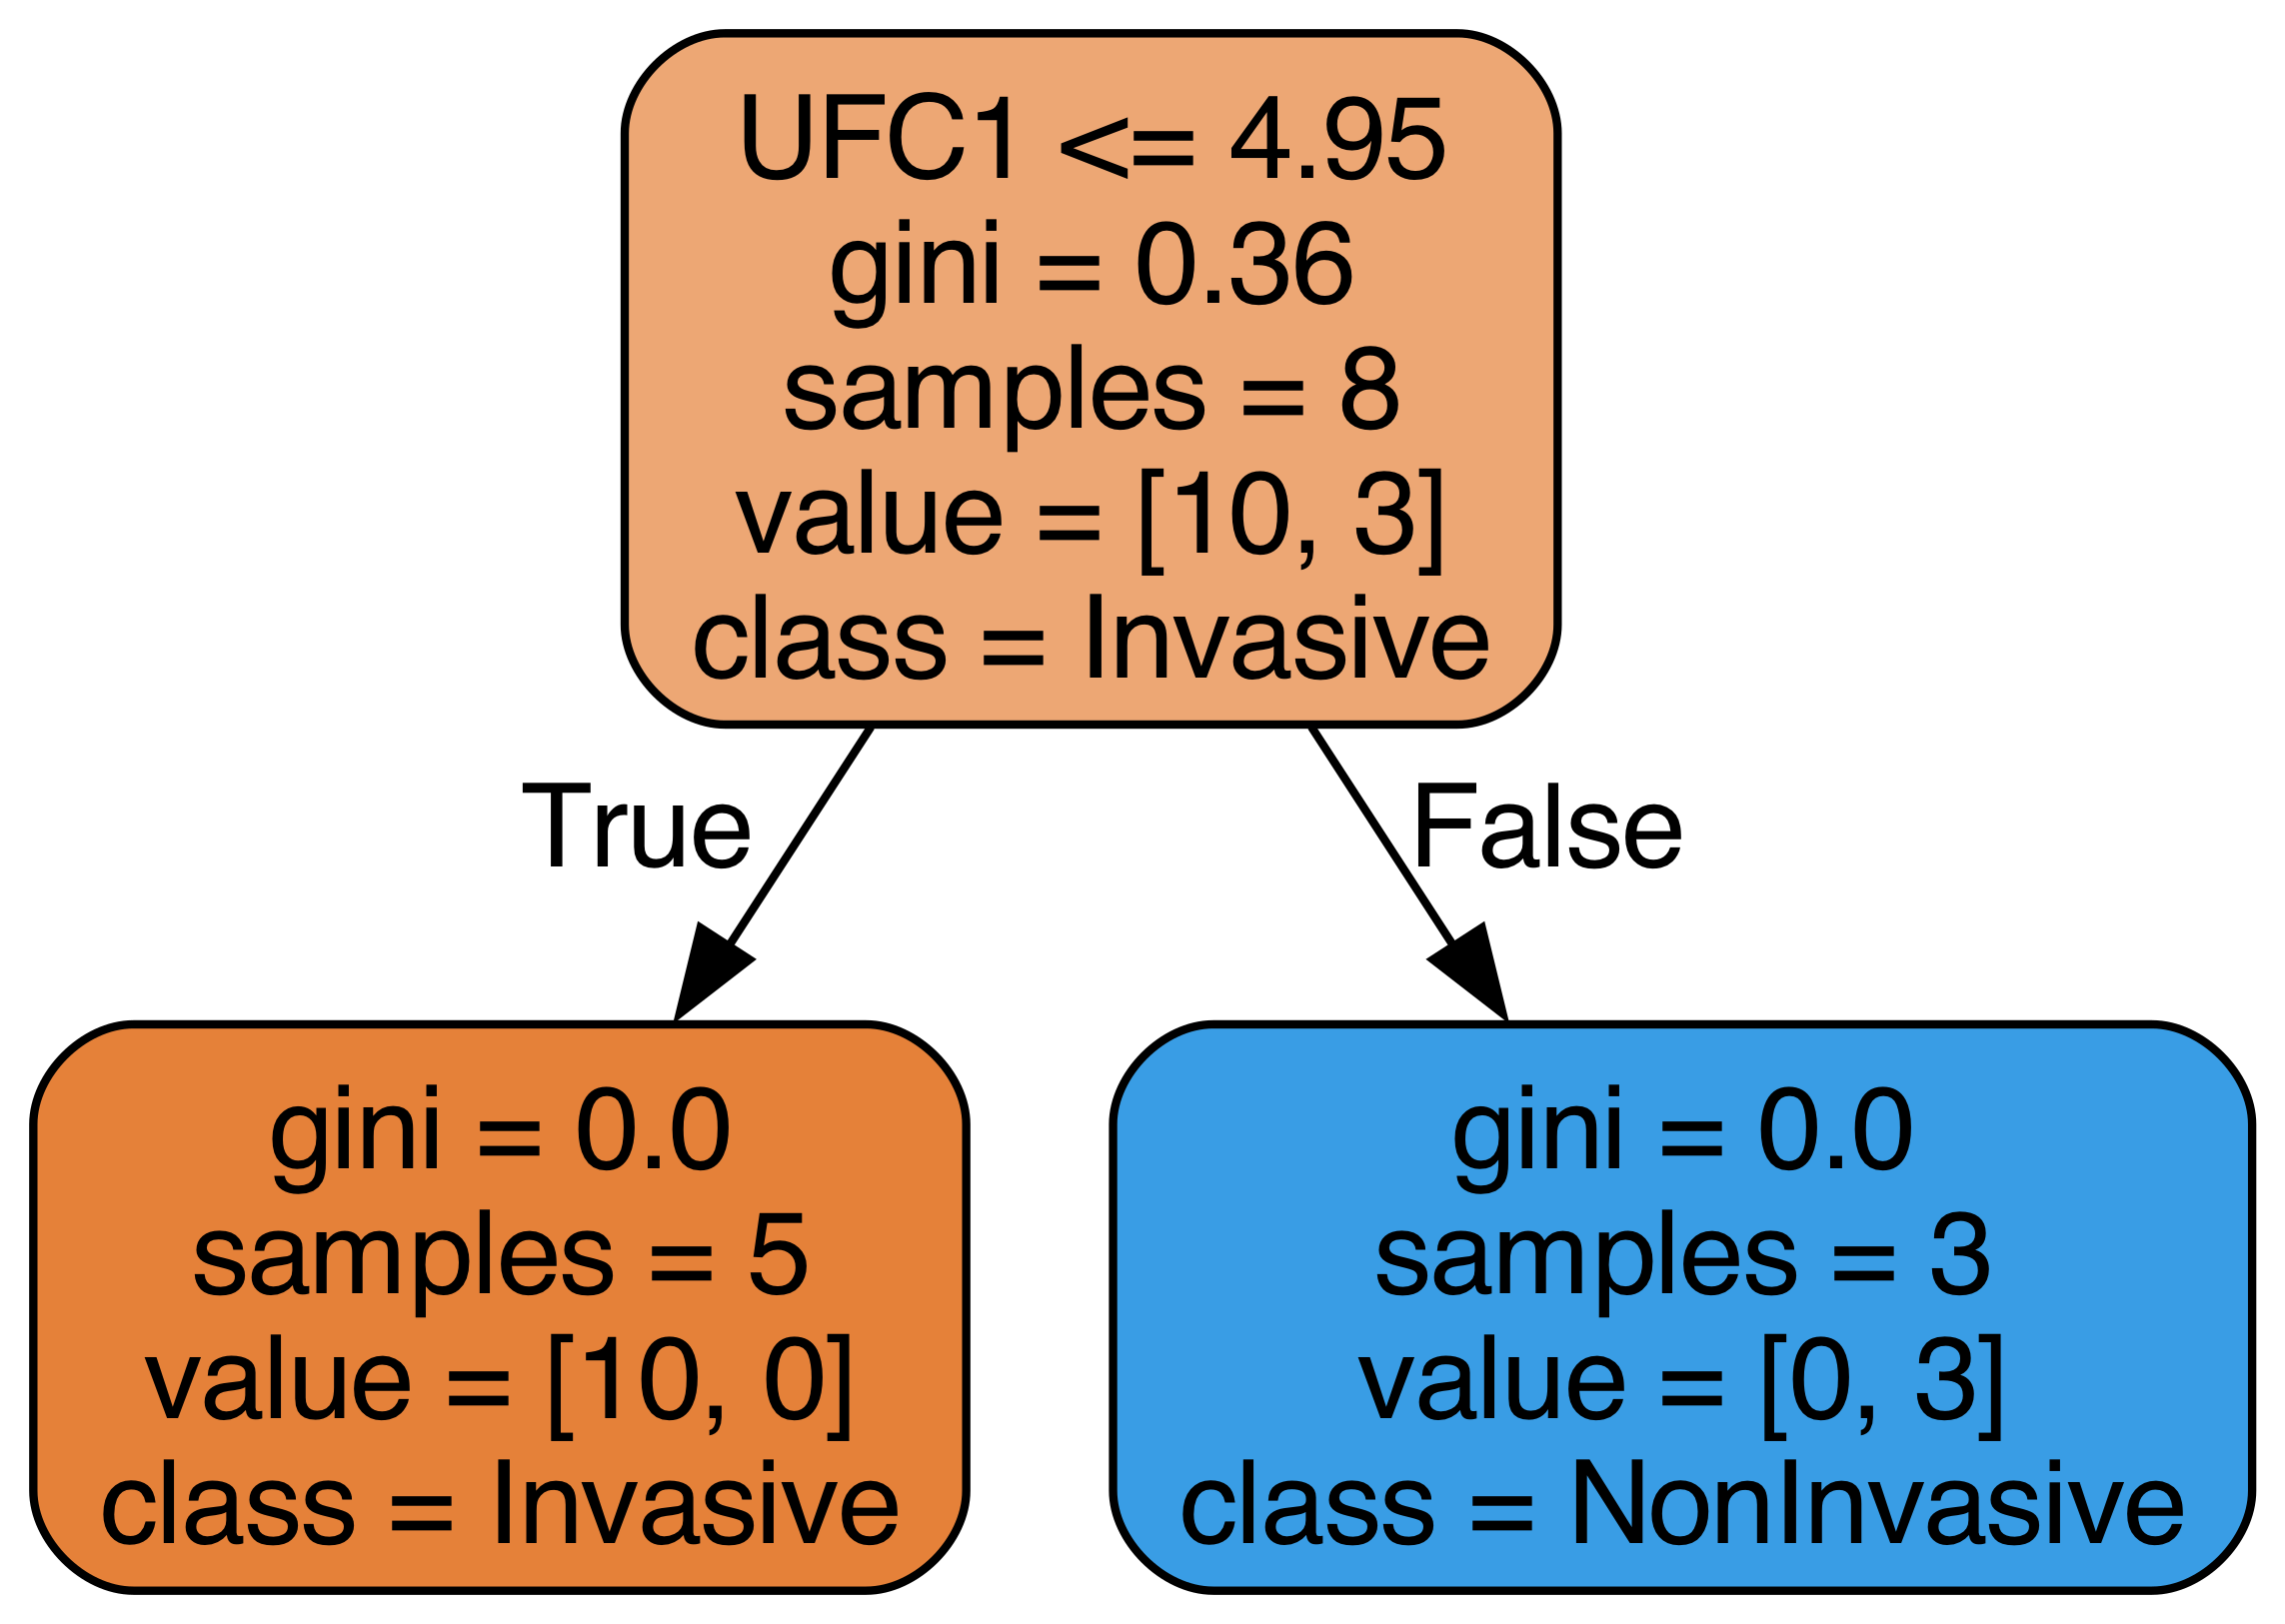 UFC1 <= 4.95
gini = 0.36
samples = 8
value = [10, 3]
class = Invasive
True
False
gini = 0.0
samples = 5
value = [10, 0]
class = Invasive
gini = 0.0
samples = 3
value = [0, 3]
class = NonInvasive